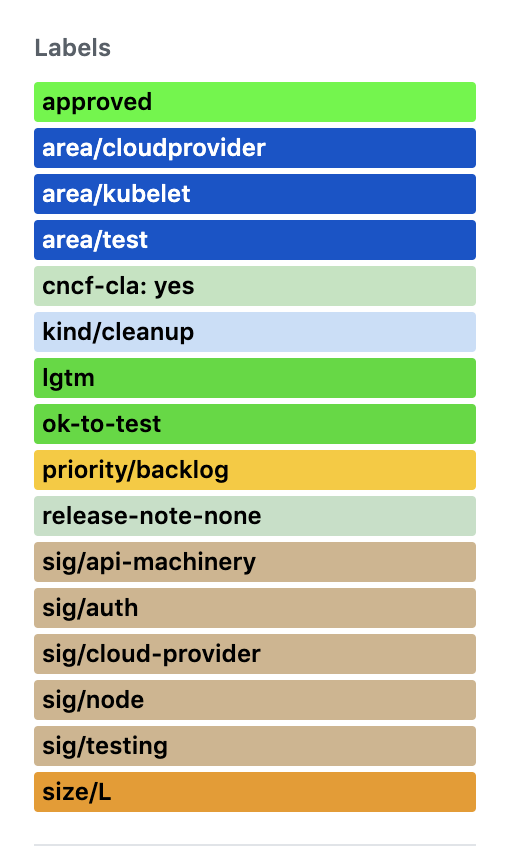 Labels
approved
area/cloudprovider
area/kubelet
area/test
cncf-cla: yes
kind/cleanup
lgtm
ok-to-test
priority/backlog
release-note-none
sig/api-machinery
sig/auth
sig/cloud-provider
sig/node
sig/testing
size/L